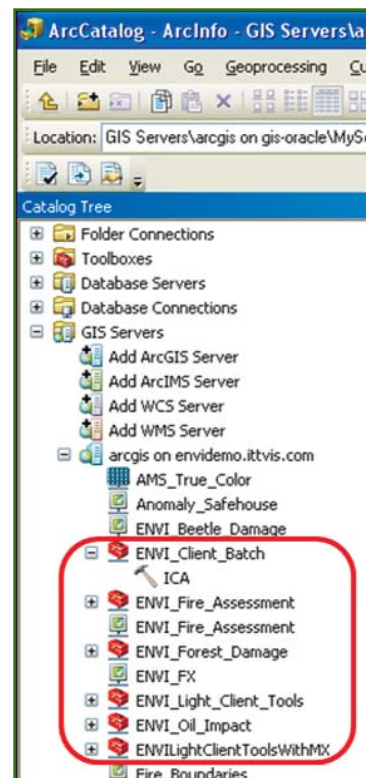 ArcCatalog - ArcInfo - GIS Servers\a
File Edit View Go Geoprocessing Cu
Location: GIS Servers\arcgis on gis-oracle\MySe
Catalog Tree
Folder Connections
Toolboxes
Database Servers
Database Connections
GIS Servers
Add ArcGIS Server
Add ArcIMS Server
Add WCS Server
Add WMS Server
arcgis on envidemo.ittvis.com
AMS_True_Color
Anomaly_Safehouse
ENVI_Beetle_Damage
ENVI_Client_Batch
ICA
ENVI_Fire_Assessment
ENVI_Fire_Assessment
ENVI_Forest_Damage
ENVI_FX
ENVI_Light_Client_Tools
ENVI_Oil_Impact
ENVILightClientToolsWithMX
Fire_Boundaries